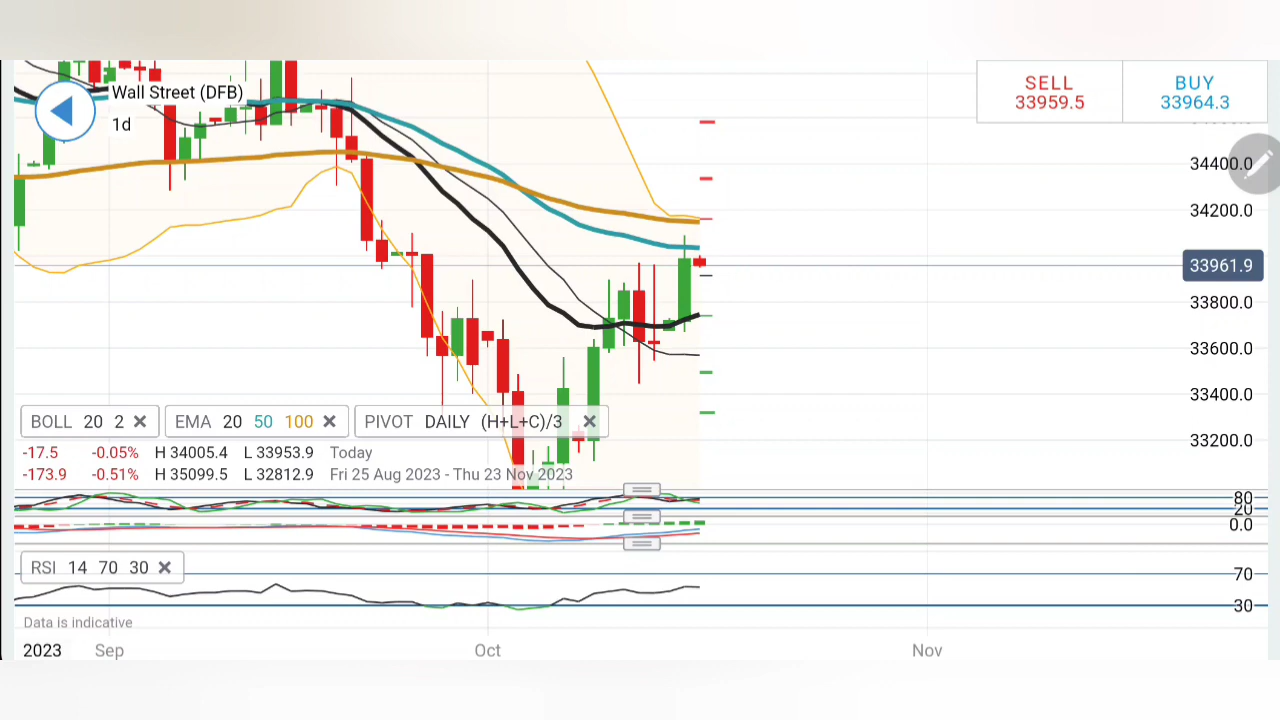 Wall Street (DFB)
1d
SELL
33959.5
BUY
33964.3
34400.0
34200.0
33961.9
33800.0
33600.0
33400.0
33200.0
BOLL 20 2
EMA 20 50 100
PIVOT DAILY (H+L+C)/3
-17.5 -0.05% H 34005.4 L 33953.9 Today
-173.9 -0.51% H 35099.5 L 32812.9 Fri 25 Aug 2023 - Thu 23 Nov 2023
80
20
0.0
RSI 14 70 30
70
30
Data is indicative
2023 Sep Oct Nov